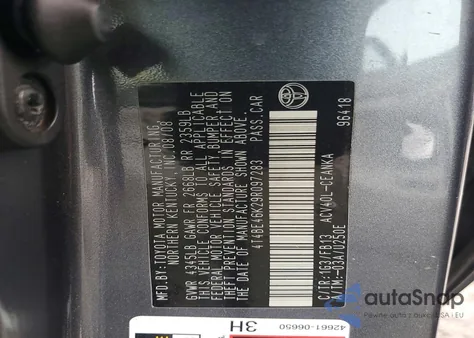 MFD.BY: TOYOTA MOTOR MANUFACTURING,
NORTHERN KENTUCKY, INC. 08/08
GVWR 4345LB GAWR FR 2668LB RR 2359LB
THIS VEHICLE CONFORMS TO ALL APPLICABLE
FEDERAL MOTOR VEHICLE SAFETY, BUMPER AND
THEFT PREVENTION STANDARDS IN EFFECT ON
THE DATE OF MANUFACTURE SHOWN ABOVE.
4T4BE46K29R097283 PASS.CAR
96418
C/TR:1G3/FB13 ACV40L-CEANKA
A/TM:-03A/U250E
42661-06650
3H
autoSnap